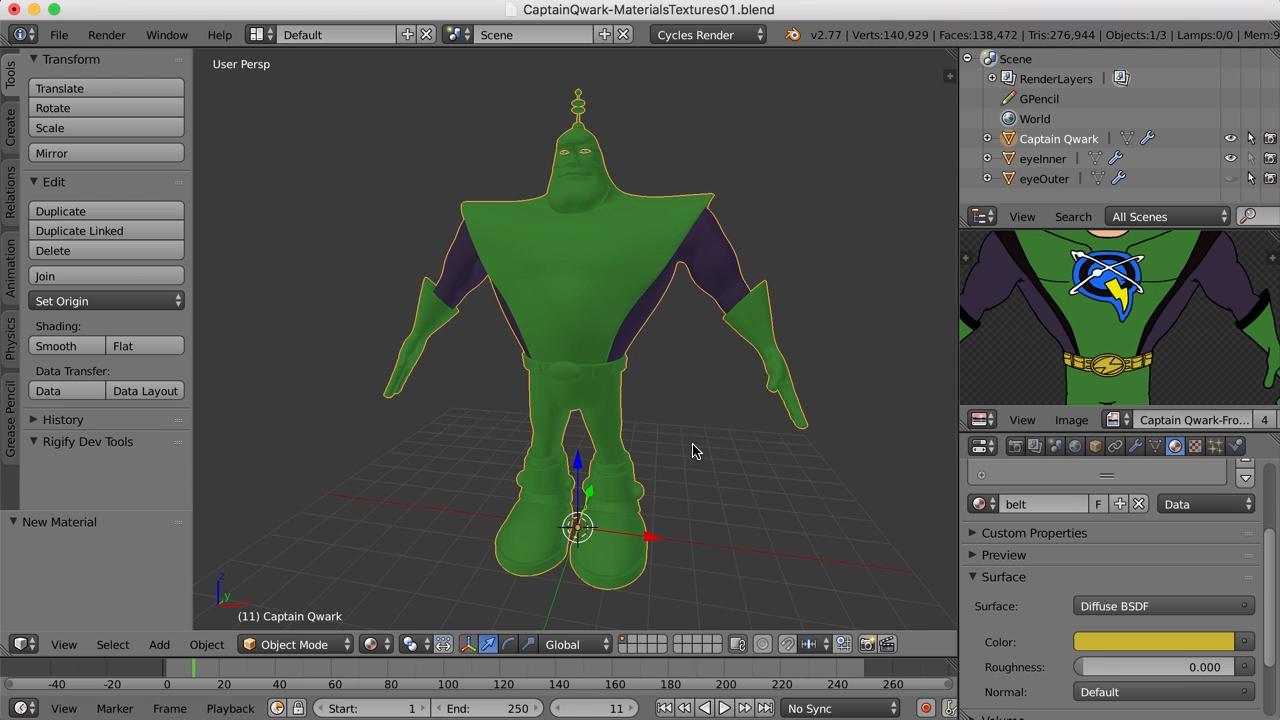 CaptainQwark-MaterialsTextures01.blend
File Render Window Help Default Scene Cycles Render v2.77 | Verts:140,929 | Faces:138,472 | Tris:276,944 | Objects:1/3 | Lamps:0/0 | Mem:9
Tools
Create
Relations
Animation
Physics
Grease Pencil
Transform
Translate
Rotate
Scale
Mirror
Edit
Duplicate
Duplicate Linked
Delete
Join
Set Origin
Shading:
Smooth Flat
Data Transfer:
Data Data Layout
History
Rigify Dev Tools
New Material
User Persp
z
y
(11) Captain Qwark
View Select Add Object Object Mode Global
-40 -20 0 20 40 60 80 100 120 140 160 180 200 220 240 260
View Marker Frame Playback Start: 1 End: 250 11 No Sync
Scene
RenderLayers
GPencil
World
Captain Qwark
eyeInner
eyeOuter
View Search All Scenes
View Image Captain Qwark-Fro... 4
belt F Data
Custom Properties
Preview
Surface
Surface: Diffuse BSDF
Color:
Roughness: 0.000
Normal: Default